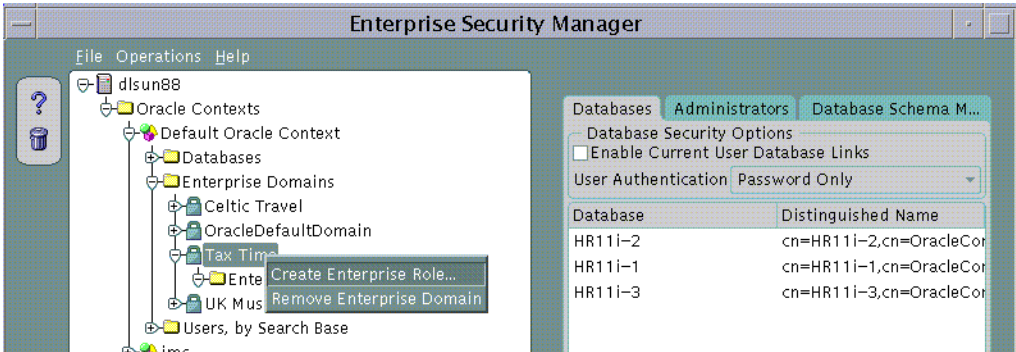 Enterprise Security Manager
File Operations Help
dlsun88
Oracle Contexts
Default Oracle Context
Databases
Enterprise Domains
Celtic Travel
OracleDefaultDomain
Tax Time
Create Enterprise Role...
Remove Enterprise Domain
Ente
UK Mus
Users, by Search Base
Databases Administrators Database Schema M...
Database Security Options
Enable Current User Database Links
User Authentication Password Only
Database Distinguished Name
HR11i-2 cn=HR11i-2,cn=OracleCor
HR11i-1 cn=HR11i-1,cn=OracleCor
HR11i-3 cn=HR11i-3,cn=OracleCor